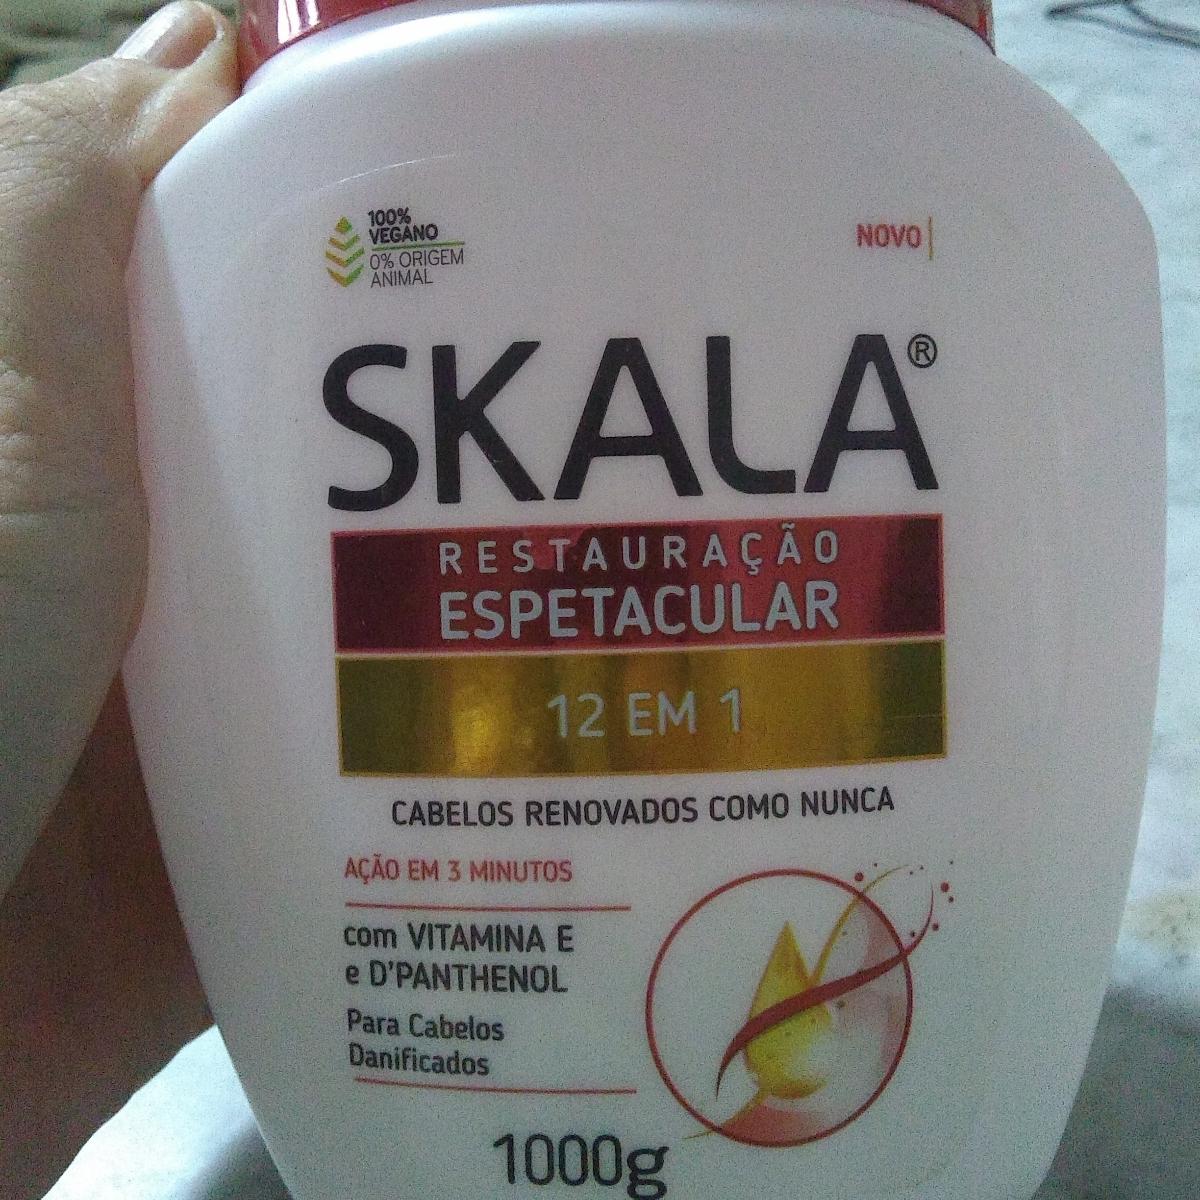 100%
VEGANO
0% ORIGEM
ANIMAL
NOVO
SKALA®
RESTAURAÇÃO
ESPETACULAR
12 EM 1
CABELOS RENOVADOS COMO NUNCA
AÇÃO EM 3 MINUTOS
com VITAMINA E
e D'PANTHENOL
Para Cabelos
Danificados
1000g